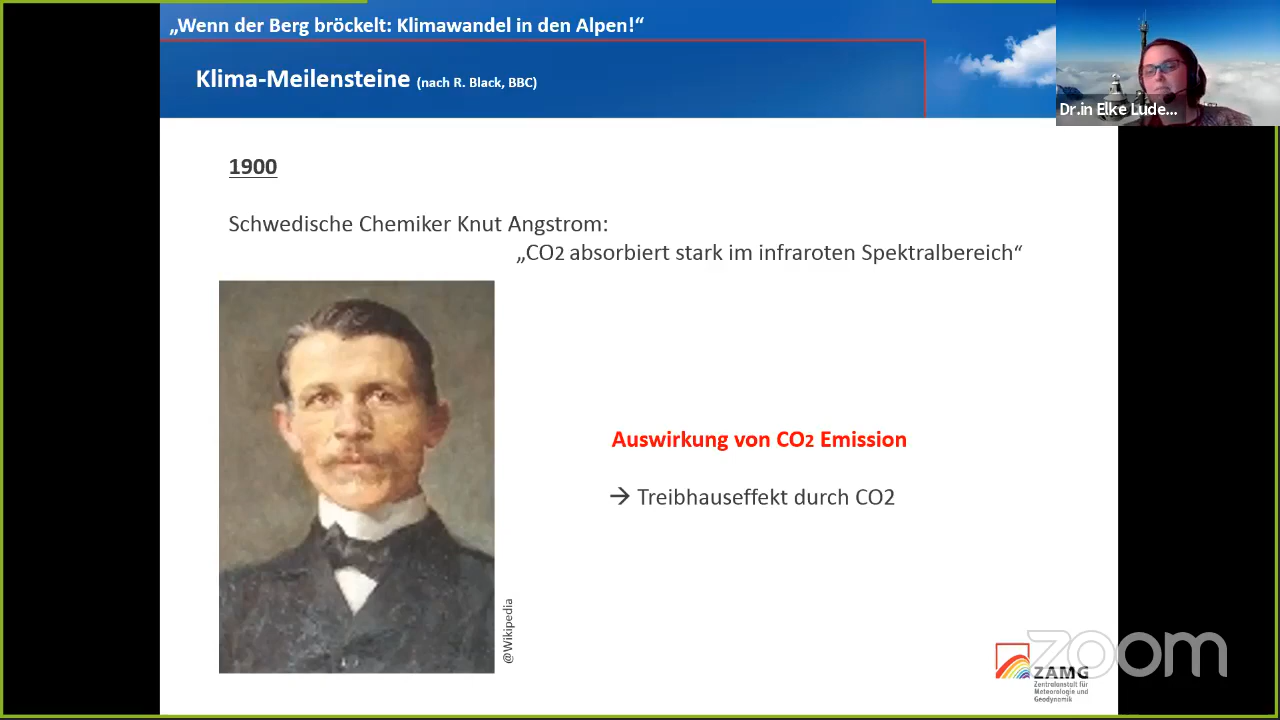 „Wenn der Berg bröckelt: Klimawandel in den Alpen!“
Klima-Meilensteine (nach R. Black, BBC)
Dr.in Elke Lude...
1900
Schwedische Chemiker Knut Angstrom:
„CO2 absorbiert stark im infraroten Spektralbereich“
Auswirkung von CO2 Emission
→ Treibhauseffekt durch CO2
@Wikipedia
zoom
ZAMG
Zentralanstalt für
Meteorologie und
Geodynamik